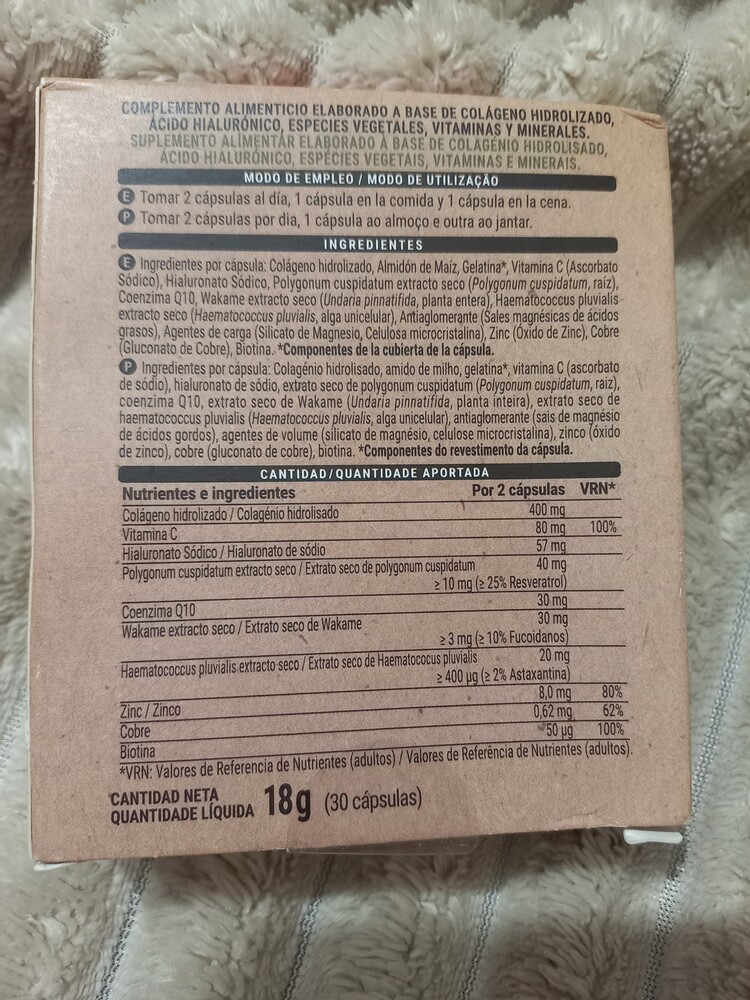 COMPLEMENTO ALIMENTICIO ELABORADO A BASE DE COLÁGENO HIDROLIZADO,
ÁCIDO HIALURÓNICO, ESPECIES VEGETALES, VITAMINAS Y MINERALES.
SUPLEMENTO ALIMENTAR ELABORADO À BASE DE COLAGÉNIO HIDROLISADO,
ÁCIDO HIALURÓNICO, ESPÉCIES VEGETAIS, VITAMINAS E MINERAIS.
MODO DE EMPLEO / MODO DE UTILIZAÇÃO
E Tomar 2 cápsulas al día, 1 cápsula en la comida y 1 cápsula en la cena.
P Tomar 2 cápsulas por dia, 1 cápsula ao almoço e outra ao jantar.
INGREDIENTES
E Ingredientes por cápsula: Colágeno hidrolizado, Almidón de Maíz, Gelatina*, Vitamina C (Ascorbato
Sódico), Hialuronato Sódico, Polygonum cuspidatum extracto seco (Polygonum cuspidatum, raíz),
Coenzima Q10, Wakame extracto seco (Undaria pinnatifida, planta entera), Haematococcus pluvialis
extracto seco (Haematococcus pluvialis, alga unicelular), Antiaglomerante (Sales magnésicas de ácidos
grasos), Agentes de carga (Silicato de Magnesio, Celulosa microcristalina), Zinc (Óxido de Zinc), Cobre
(Gluconato de Cobre), Biotina. *Componentes de la cubierta de la cápsula.
P Ingredientes por cápsula: Colagénio hidrolisado, amido de milho, gelatina*, vitamina C (ascorbato
de sódio), hialuronato de sódio, extrato seco de polygonum cuspidatum (Polygonum cuspidatum, raiz),
coenzima Q10, extrato seco de Wakame (Undaria pinnatifida, planta inteira), extrato seco de
haematococcus pluvialis (Haematococcus pluvialis, alga unicelular), antiaglomerante (sais de magnésio
de ácidos gordos), agentes de volume (silicato de magnésio, celulose microcristalina), zinco (óxido
de zinco), cobre (gluconato de cobre), biotina. *Componentes do revestimento da cápsula.
CANTIDAD/QUANTIDADE APORTADA
Nutrientes e ingredientes Por 2 cápsulas VRN*
Colágeno hidrolizado / Colagénio hidrolisado 400 mg
Vitamina C 80 mg 100%
Hialuronato Sódico / Hialuronato de sódio 57 mg
Polygonum cuspidatum extracto seco / Extrato seco de polygonum cuspidatum 40 mg
≥ 10 mg (≥ 25% Resveratrol)
Coenzima Q10 30 mg
Wakame extracto seco / Extrato seco de Wakame 30 mg
≥ 3 mg (≥ 10% Fucoidanos)
Haematococcus pluvialis extracto seco / Extrato seco de Haematococus pluvialis 20 mg
≥ 400 µg (≥ 2% Astaxantina)
Zinc / Zinco 8,0 mg 80%
Cobre 0,62 mg 62%
Biotina 50 µg 100%
*VRN: Valores de Referencia de Nutrientes (adultos) / Valores de Referência de Nutrientes (adultos).
CANTIDAD NETA
QUANTIDADE LÍQUIDA 18g (30 cápsulas)